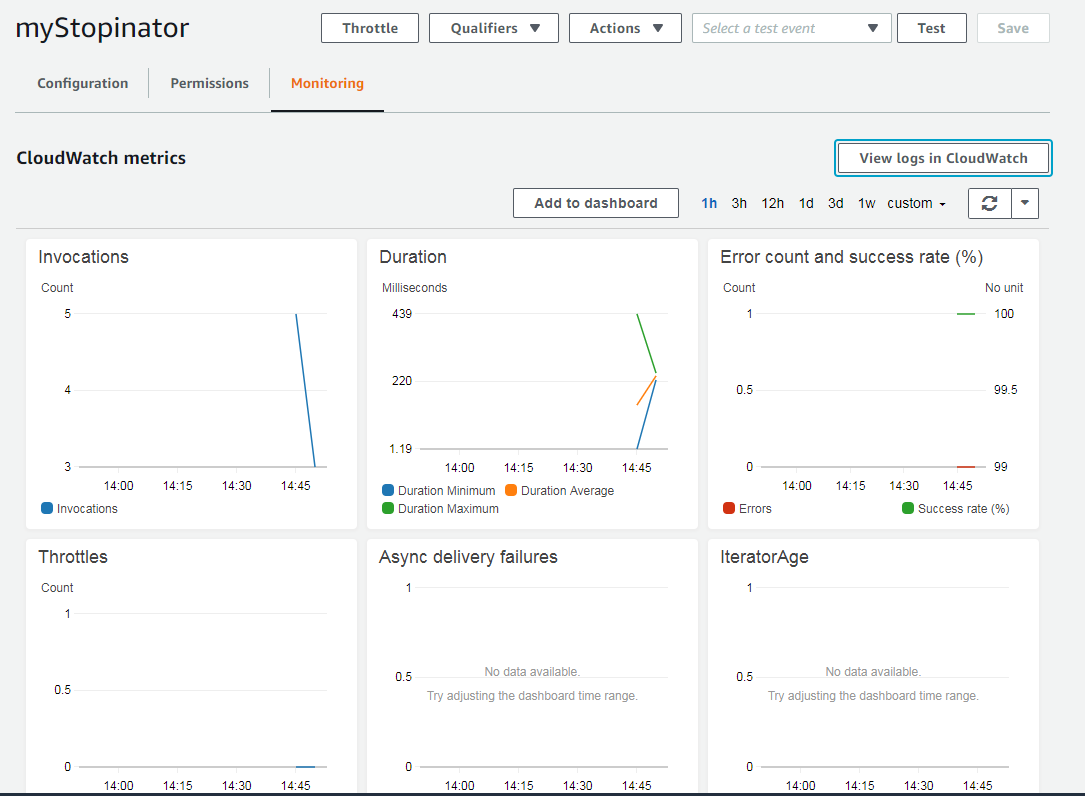 myStopinator
Throttle
Qualifiers
Actions
Select a test event
Test
Save
Configuration
Permissions
Monitoring
CloudWatch metrics
View logs in CloudWatch
Add to dashboard
1h 3h 12h 1d 3d 1w custom
Invocations
Count
5
4
3
14:00 14:15 14:30 14:45
Invocations
Duration
Milliseconds
439
220
1.19
14:00 14:15 14:30 14:45
Duration Minimum Duration Average
Duration Maximum
Error count and success rate (%)
Count No unit
1 100
0.5 99.5
0 99
14:00 14:15 14:30 14:45
Errors Success rate (%)
Throttles
Count
1
0.5
0
14:00 14:15 14:30 14:45
Async delivery failures
1
No data available.
0.5
Try adjusting the dashboard time range.
0
14:00 14:15 14:30 14:45
IteratorAge
1
No data available.
0.5
Try adjusting the dashboard time range.
0
14:00 14:15 14:30 14:45